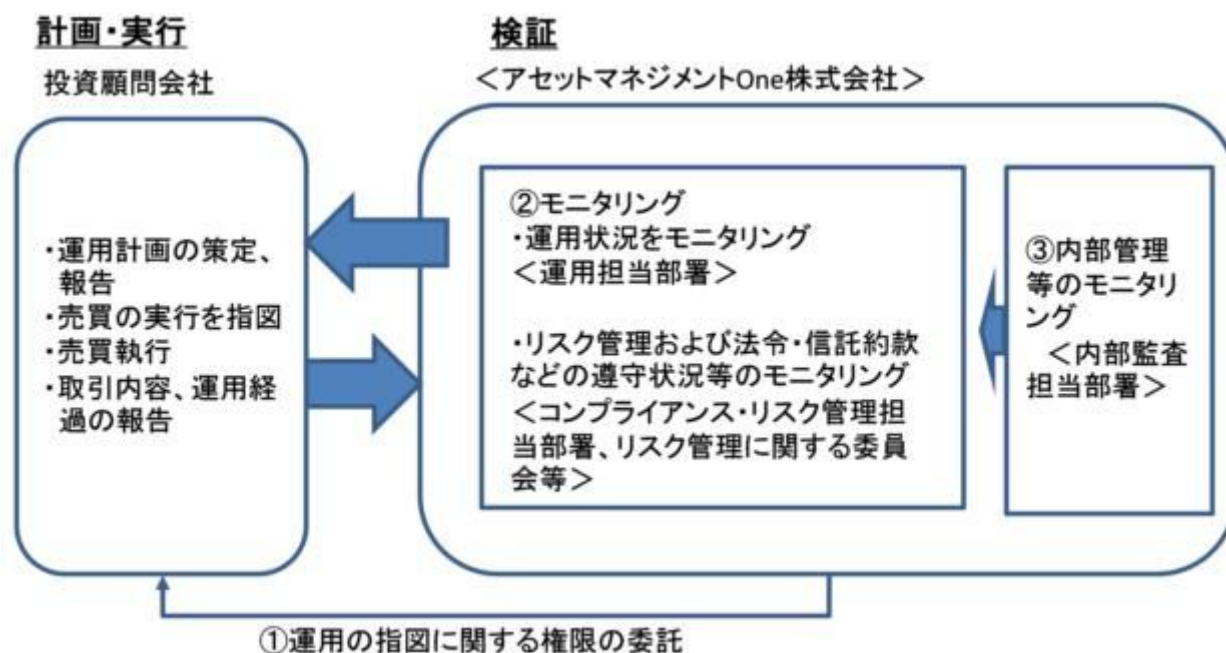 計画・実行
投資顧問会社
・運用計画の策定、
報告
・売買の実行を指図
・売買執行
・取引内容、運用経
過の報告
検証
＜アセットマネジメントOne株式会社＞
②モニタリング
・運用状況をモニタリング
＜運用担当部署＞
・リスク管理および法令・信託約款
などの遵守状況等のモニタリング
＜コンプライアンス・リスク管理担
当部署、リスク管理に関する委員
会等＞
③内部管理
等のモニタリ
ング
＜内部監査
担当部署＞
①運用の指図に関する権限の委託